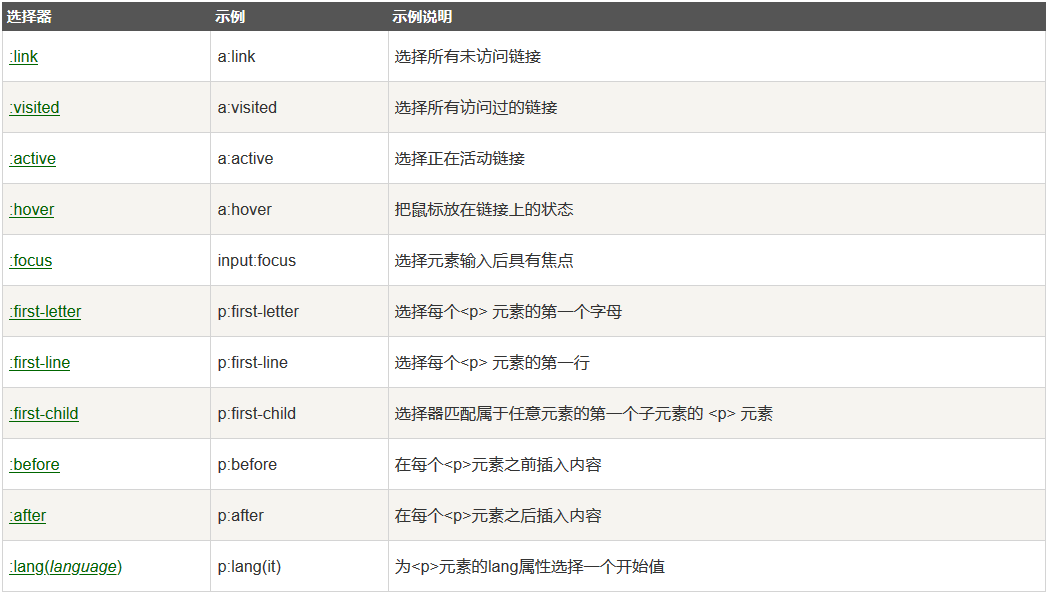 选择器 示例 示例说明
:link a:link 选择所有未访问链接
:visited a:visited 选择所有访问过的链接
:active a:active 选择正在活动链接
:hover a:hover 把鼠标放在链接上的状态
:focus input:focus 选择元素输入后具有焦点
:first-letter p:first-letter 选择每个<p> 元素的第一个字母
:first-line p:first-line 选择每个<p> 元素的第一行
:first-child p:first-child 选择器匹配属于任意元素的第一个子元素的 <p> 元素
:before p:before 在每个<p>元素之前插入内容
:after p:after 在每个<p>元素之后插入内容
:lang(language) p:lang(it) 为<p>元素的lang属性选择一个开始值